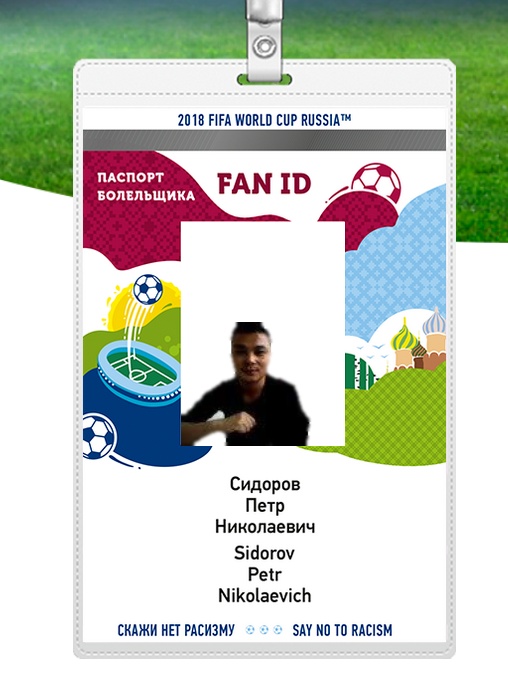 2018 FIFA WORLD CUP RUSSIA™
ПАСПОРТ
БОЛЕЛЬЩИКА
FAN ID
Сидоров
Петр
Николаевич
Sidorov
Petr
Nikolaevich
СКАЖИ НЕТ РАСИЗМУ SAY NO TO RACISM